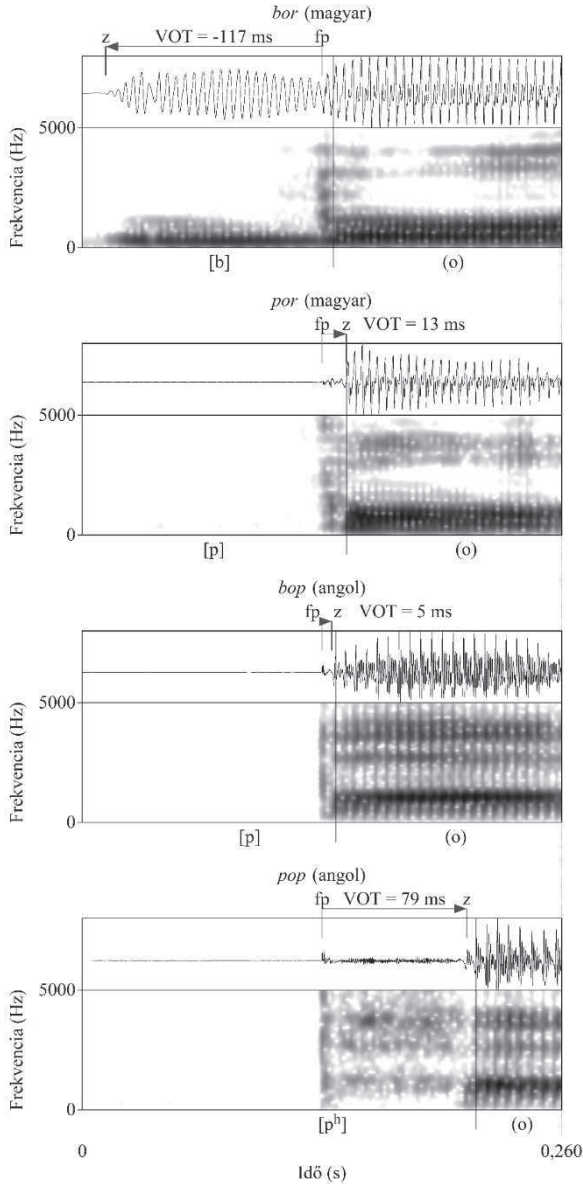 bor (magyar)
z VOT = -117 ms fp
5000
Frekvencia (Hz)
0
[b] (o)
por (magyar)
fp z VOT = 13 ms
5000
Frekvencia (Hz)
0
[p] (o)
bop (angol)
fp z VOT = 5 ms
5000
Frekvencia (Hz)
0
[p] (o)
pop (angol)
fp VOT = 79 ms z
5000
Frekvencia (Hz)
0
[pʰ] (o)
0 0,260
Idő (s)